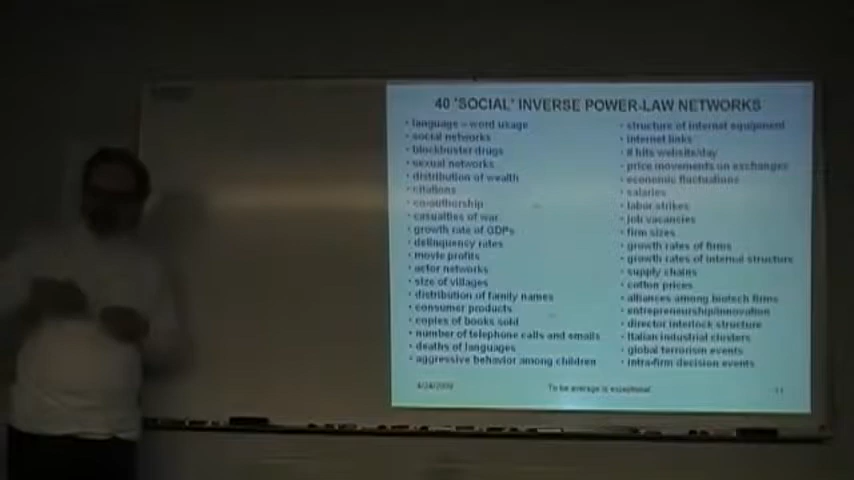 40 'SOCIAL' INVERSE POWER-LAW NETWORKS
• language – word usage
• social networks
• blockbuster drugs
• sexual networks
• distribution of wealth
• citations
• co-authorship
• casualties of war
• growth rate of GDPs
• delinquency rates
• movie profits
• actor networks
• size of villages
• distribution of family names
• consumer products
• copies of books sold
• number of telephone calls and emails
• deaths of languages
• aggressive behavior among children
• structure of internet equipment
• internet links
• # hits website/day
• price movements on exchanges
• economic fluctuations
• salaries
• labor strikes
• job vacancies
• firm sizes
• growth rates of firms
• growth rates of internal structure
• supply chains
• cotton prices
• alliances among biotech firms
• entrepreneurship/innovation
• director interlock structure
• Italian industrial clusters
• global terrorism events
• intra-firm decision events
To be average is exceptional
11